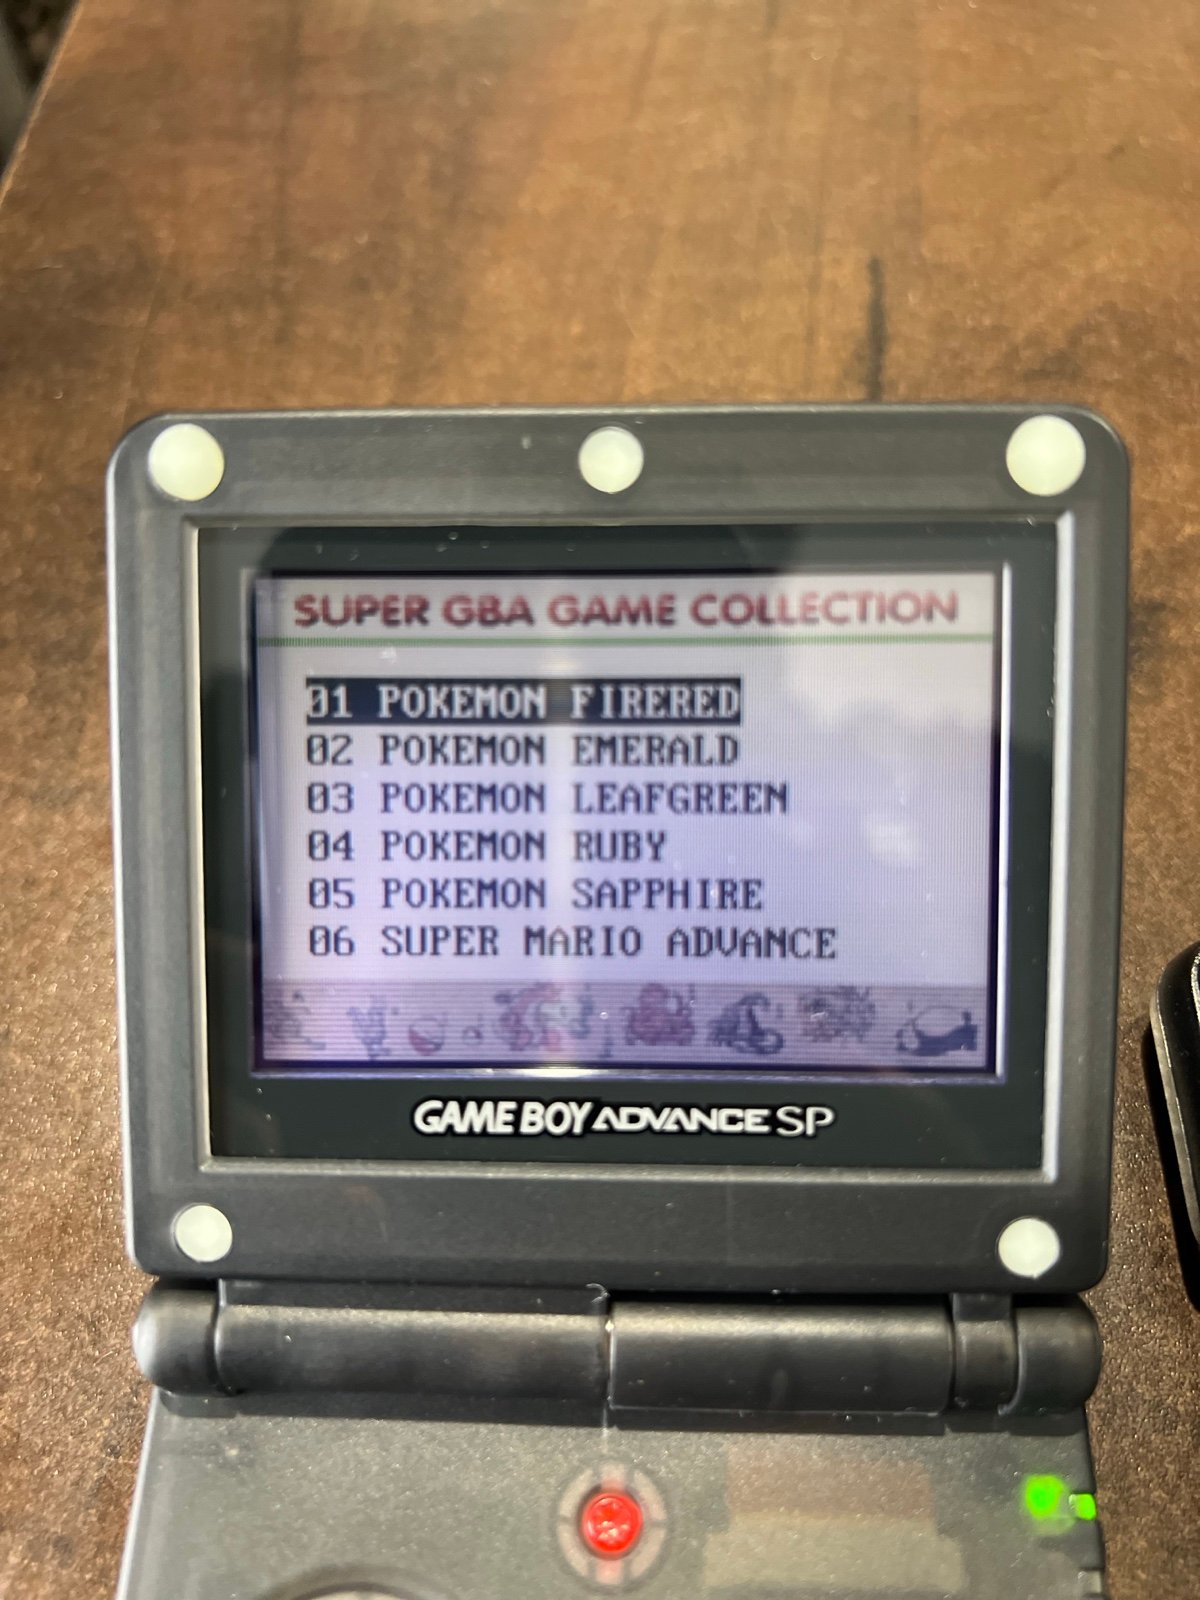 SUPER GBA GAME COLLECTION
01 POKEMON FIRERED
02 POKEMON EMERALD
03 POKEMON LEAFGREEN
04 POKEMON RUBY
05 POKEMON SAPPHIRE
06 SUPER MARIO ADVANCE
GAME BOY ADVANCE SP